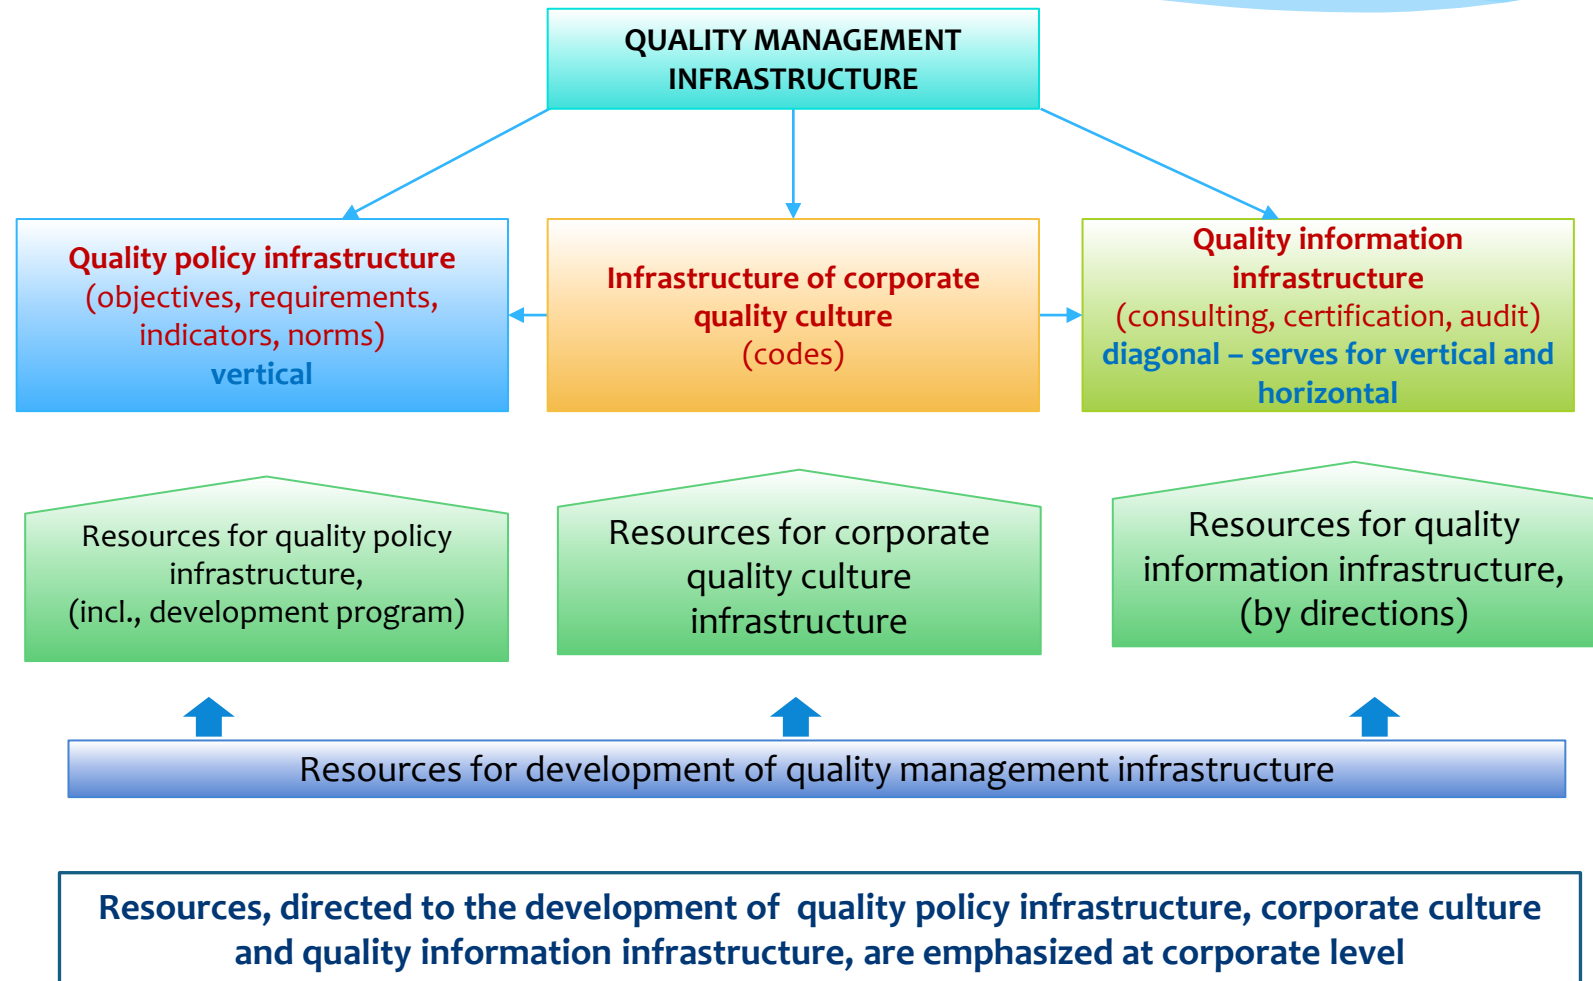 QUALITY MANAGEMENT
INFRASTRUCTURE
Quality policy infrastructure
(objectives, requirements,
indicators, norms)
vertical
Infrastructure of corporate
quality culture
(codes)
Quality information
infrastructure
(consulting, certification, audit)
diagonal – serves for vertical and
horizontal
Resources for quality policy
infrastructure,
(incl., development program)
Resources for corporate
quality culture
infrastructure
Resources for quality
information infrastructure,
(by directions)
Resources for development of quality management infrastructure
Resources, directed to the development of quality policy infrastructure, corporate culture
and quality information infrastructure, are emphasized at corporate level